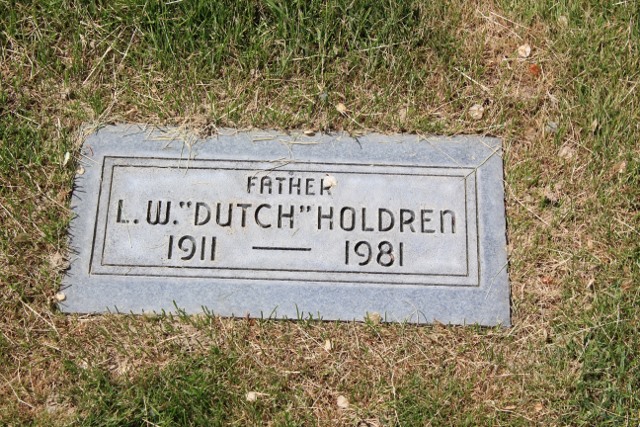 FATHER
L.W. "DUTCH" HOLDREN
1911 — 1981